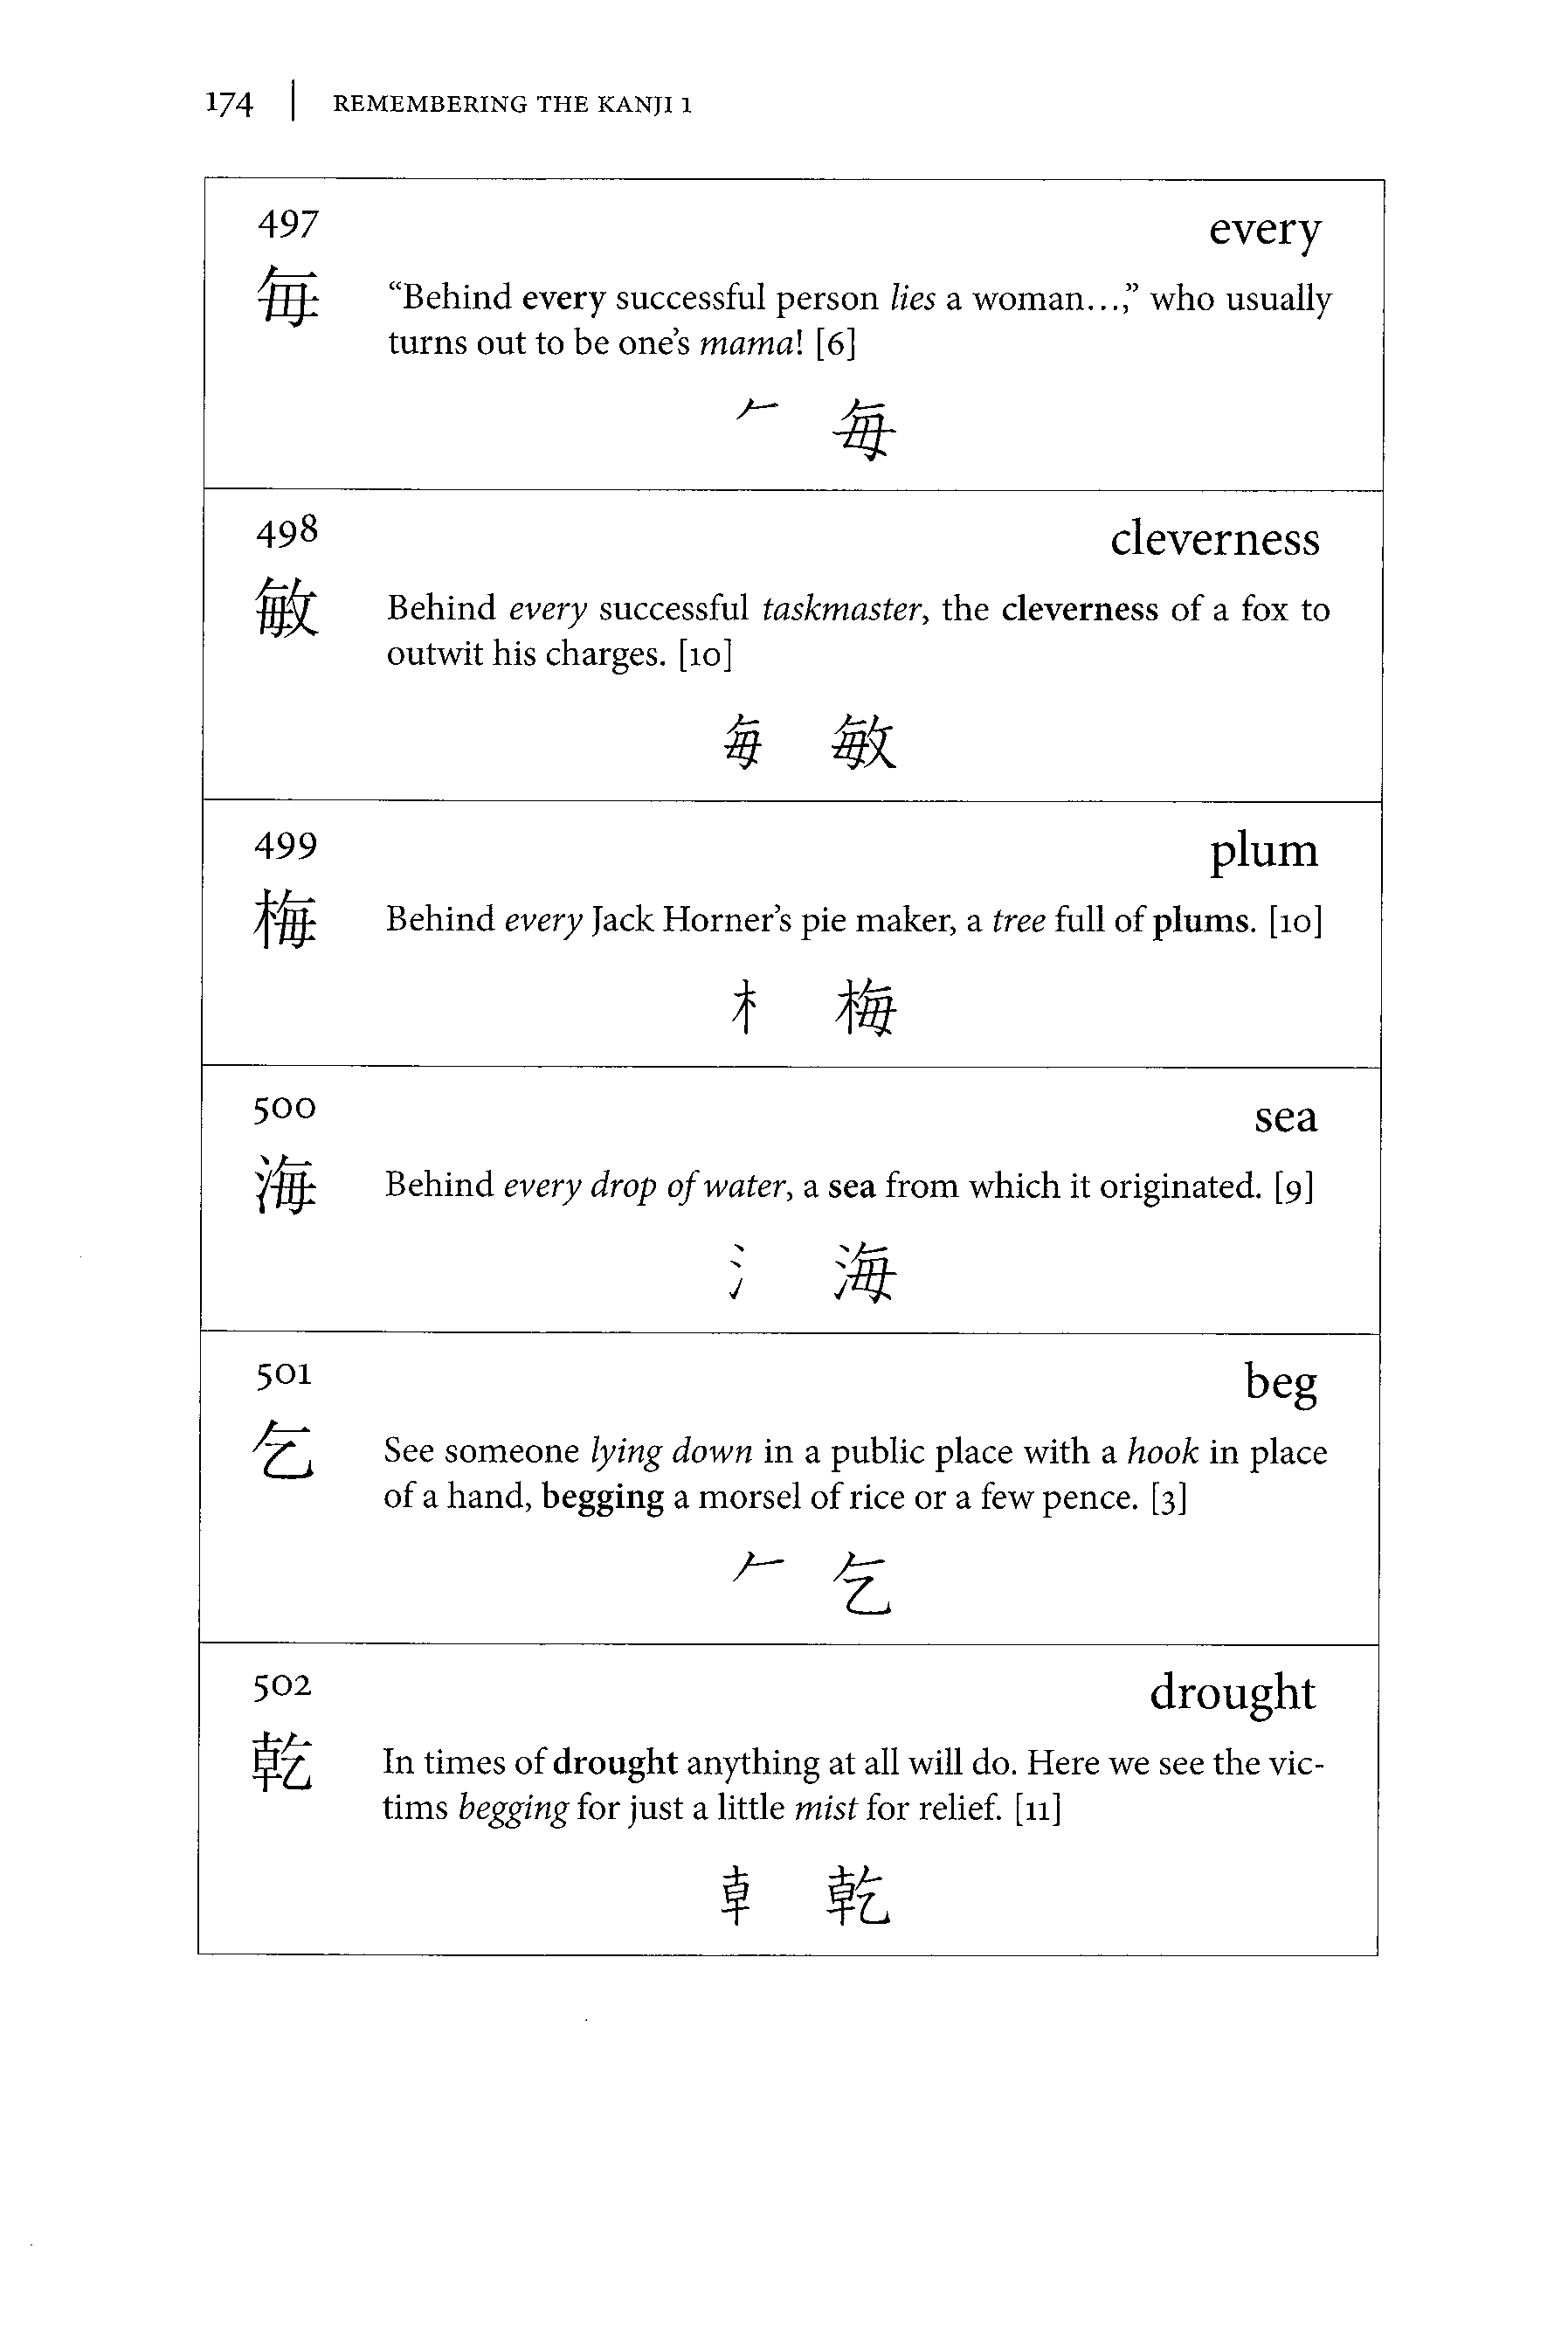 174 | REMEMBERING THE KANJI 1
497 every
毎 “Behind every successful person lies a woman...,” who usually
turns out to be one’s mama! [6]
𠂉 毎
498 cleverness
敏 Behind every successful taskmaster, the cleverness of a fox to
outwit his charges. [10]
毎 敏
499 plum
梅 Behind every Jack Horner’s pie maker, a tree full of plums. [10]
木 梅
500 sea
海 Behind every drop of water, a sea from which it originated. [9]
氵 海
501 beg
乞 See someone lying down in a public place with a hook in place
of a hand, begging a morsel of rice or a few pence. [3]
𠂉 乞
502 drought
乾 In times of drought anything at all will do. Here we see the vic-
tims begging for just a little mist for relief. [11]
𠦝 乾